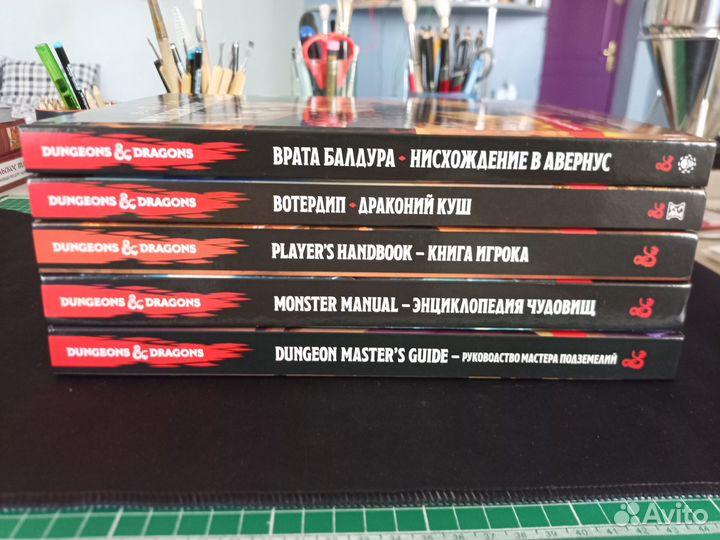 DUNGEONS & DRAGONS ВРАТА БАЛДУРА • НИСХОЖДЕНИЕ В АВЕРНУС
DUNGEONS & DRAGONS ВОТЕРДИП • ДРАКОНИЙ КУШ
DUNGEONS & DRAGONS PLAYER'S HANDBOOK – КНИГА ИГРОКА
DUNGEONS & DRAGONS MONSTER MANUAL – ЭНЦИКЛОПЕДИЯ ЧУДОВИЩ
DUNGEONS & DRAGONS DUNGEON MASTER'S GUIDE – РУКОВОДСТВО МАСТЕРА ПОДЗЕМЕЛИЙ
Avito